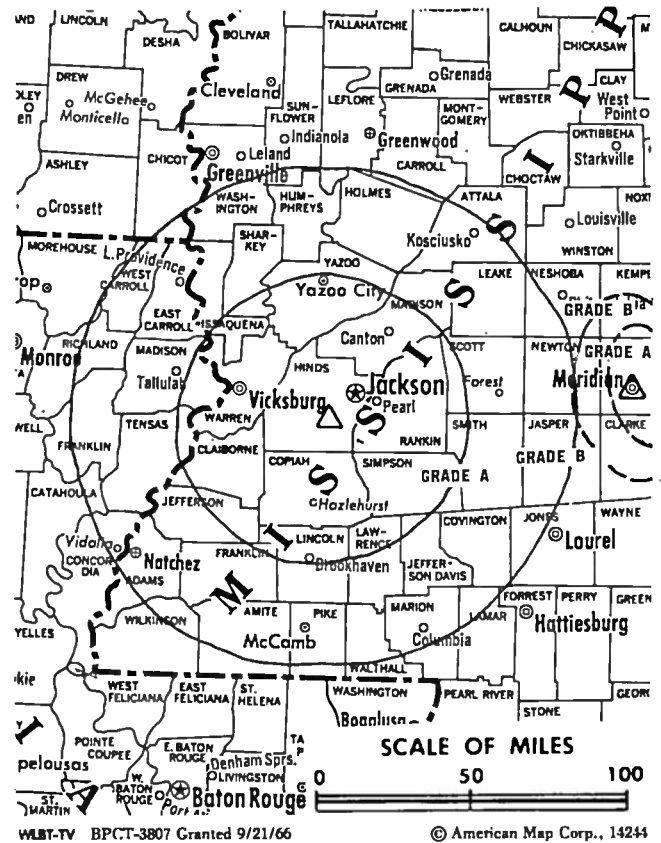 LINCOLN
DESHA
BOLIVAR
TALLAHATCHIE
CALHOUN
CHICKASAW
P
DREW
McGehee
Monticello
Cleveland
SUN-
FLOWER
LEFLORE
Grenada
GRENADA
MONT-
GOMERY
WEBSTER
P
CLAY
West
Point
Indianola
Greenwood
OKTIBBEHA
Starkville
ASHLEY
CHICOT
Leland
Greenville
CARROLL
I
CHOCTAW
Crossett
WASH-
INGTON
HUM-
PHREYS
HOLMES
ATTALA
S
Louisville
WINSTON
Kosciusko
MOREHOUSE
L. Providence
WEST
CARROLL
SHAR-
KEY
YAZOO
Yazoo City
LEAKE
NESHOBA
S
GRADE B
EAST
CARROLL
ISSAQUENA
MADISON
Canton
I
SCOTT
NEWTON
GRADE A
RICHLAND
Monroe
MADISON
Tallulah
HINDS
Vicksburg
Jackson
Pearl
Forest
Meridian
WARREN
S
TENSAS
CLAIBORNE
RANKIN
SMITH
JASPER
CLARKE
FRANKLIN
COPIAH
SIMPSON
GRADE A
GRADE B
CATAHOULA
JEFFERSON
S
Hazlehurst
COVINGTON
JONES
WAYNE
Laurel
Vidalia
CONCOR-
DIA
Natchez
ADAMS
FRANKLIN
I
LINCOLN
Brookhaven
LAW-
RENCE
JEFFER-
SON DAVIS
M
WILKINSON
AMITE
PIKE
McCamb
MARION
Columbia
LAMAR
FORREST
PERRY
GREEN
Hattiesburg
WALTHALL
WEST
FELICIANA
EAST
FELICIANA
ST.
HELENA
WASHINGTON
Bogalusa
PEARL RIVER
STONE
GEOR
POINTE
COUPEE
E. BATON
ROUGE
Denham Sprs.
LIVINGSTON
W.
BATON
ROUGE
Baton Rouge
ST.
MARTIN
A
pelousas
SCALE OF MILES
0 50 100
WLBT-TV BPCT-3807 Granted 9/21/66
© American Map Corp., 14244